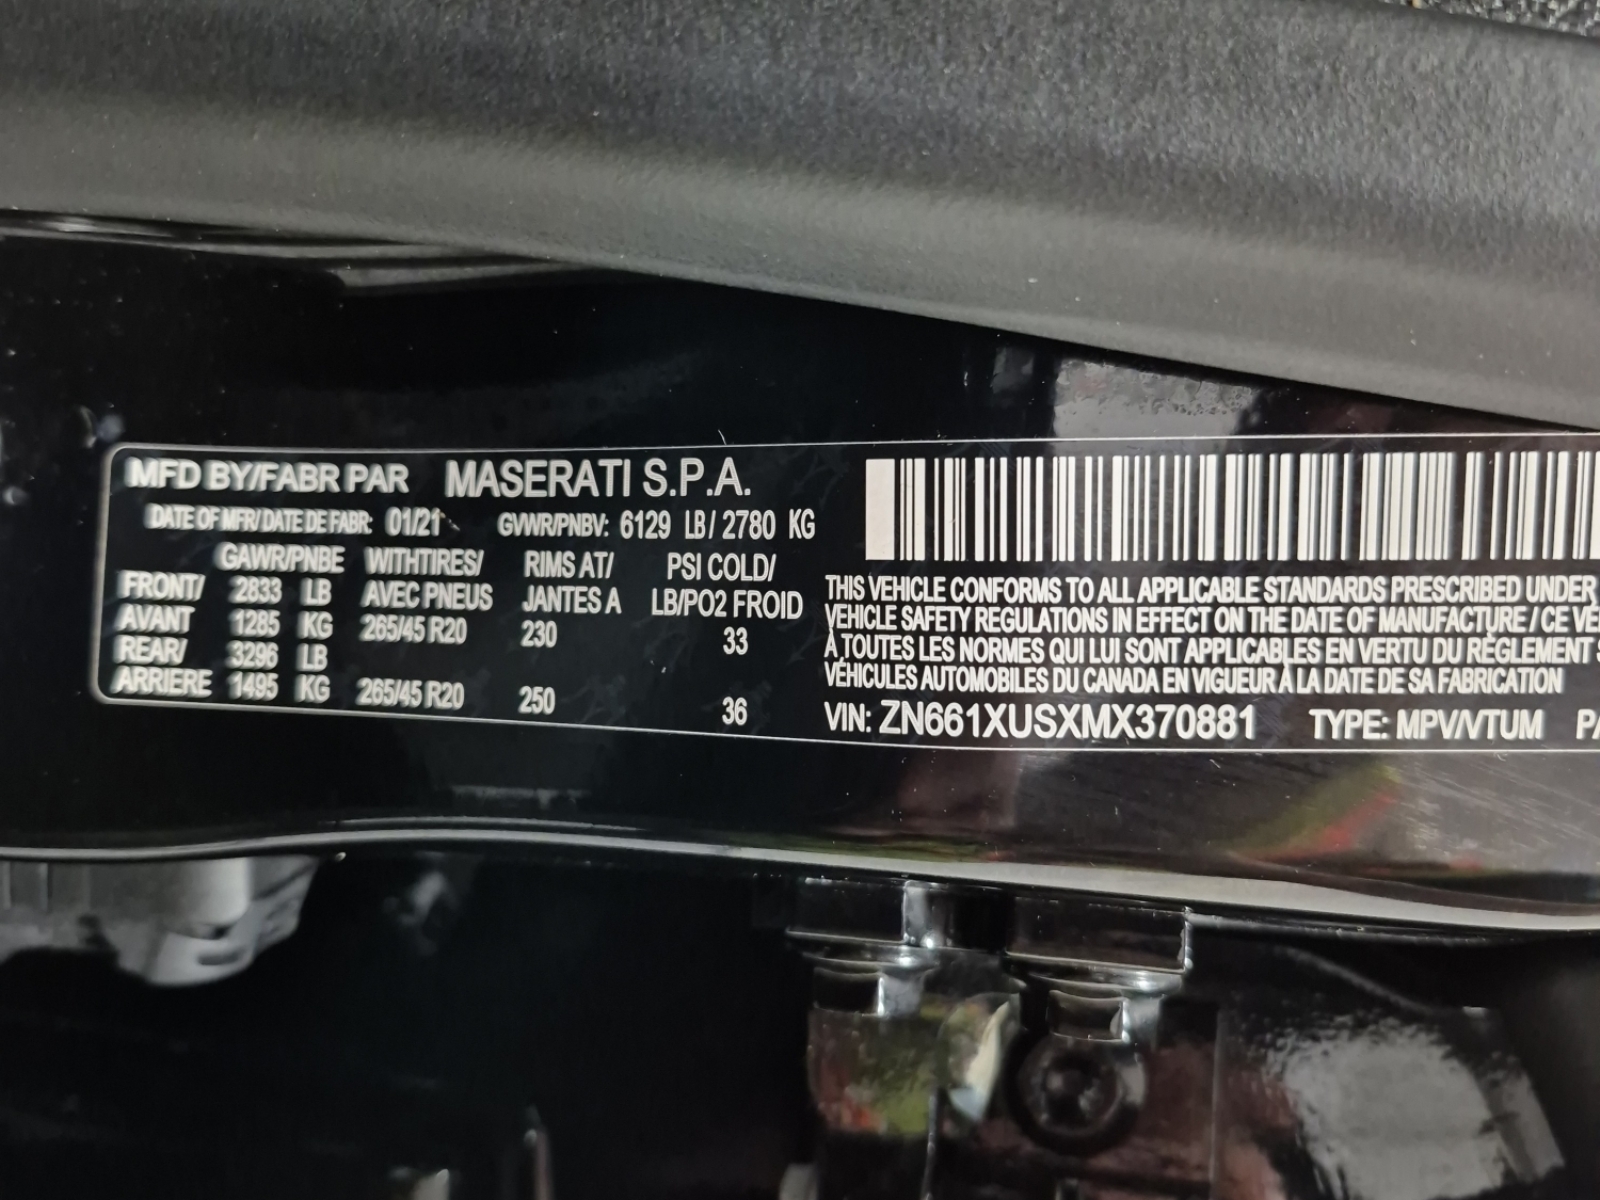 MFD BY/FABR PAR MASERATI S.P.A.
DATE OF MFR/ DATE DE FABR: 01/21 GVWR/PNBV: 6129 LB / 2780 KG
GAWR/PNBE WITHTIRES/ RIMS AT/ PSI COLD/
FRONT/ 2833 LB AVEC PNEUS JANTES A LB/PO2 FROID
AVANT 1285 KG 265/45 R20 230 33
REAR/ 3296 LB
ARRIERE 1495 KG 265/45 R20 250 36
THIS VEHICLE CONFORMS TO ALL APPLICABLE STANDARDS PRESCRIBED UNDER
VEHICLE SAFETY REGULATIONS IN EFFECT ON THE DATE OF MANUFACTURE / CE VÉ
À TOUTES LES NORMES QUI LUI SONT APPLICABLES EN VERTU DU RÈGLEMENT S
VÉHICULES AUTOMOBILES DU CANADA EN VIGUEUR À LA DATE DE SA FABRICATION
VIN: ZN661XUSXMX370881 TYPE: MPV/VTUM PA